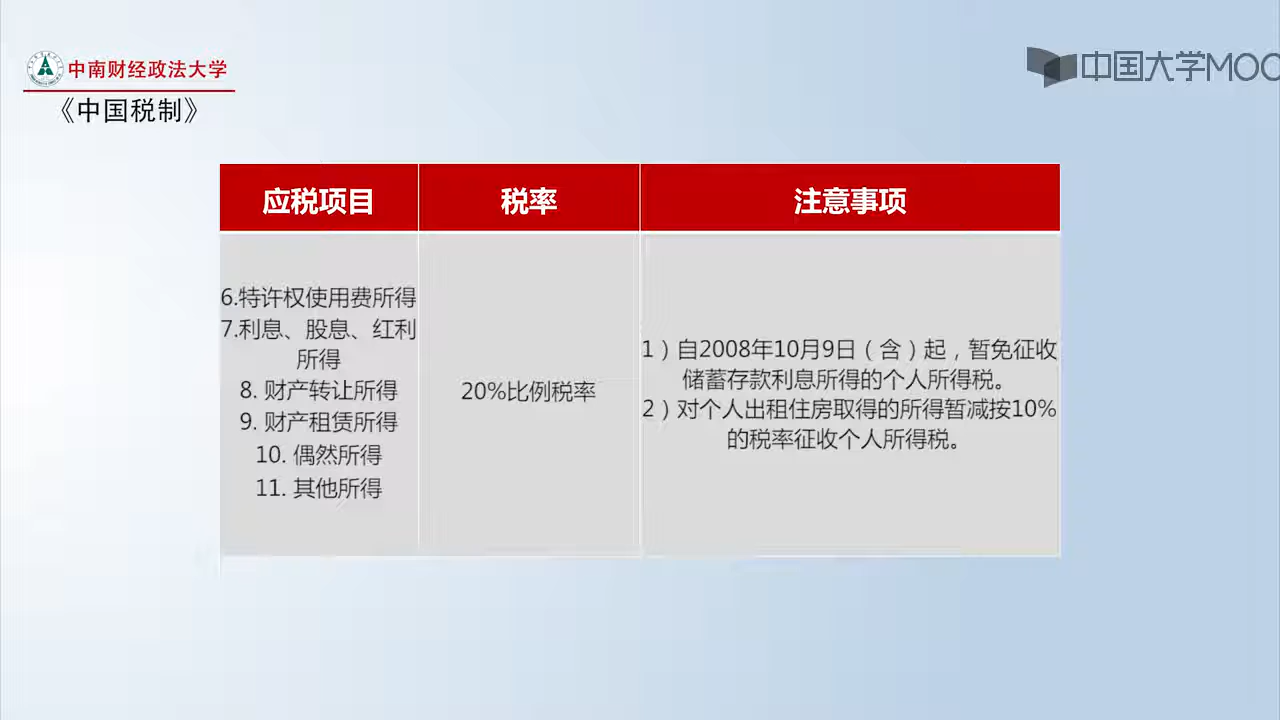 中南财经政法大学
《中国税制》
中国大学MOC
应税项目
税率
注意事项
6.特许权使用费所得
7.利息、股息、红利
所得
8. 财产转让所得
9. 财产租赁所得
10. 偶然所得
11. 其他所得
20%比例税率
1）自2008年10月9日（含）起，暂免征收
储蓄存款利息所得的个人所得税。
2）对个人出租住房取得的所得暂减按10%
的税率征收个人所得税。